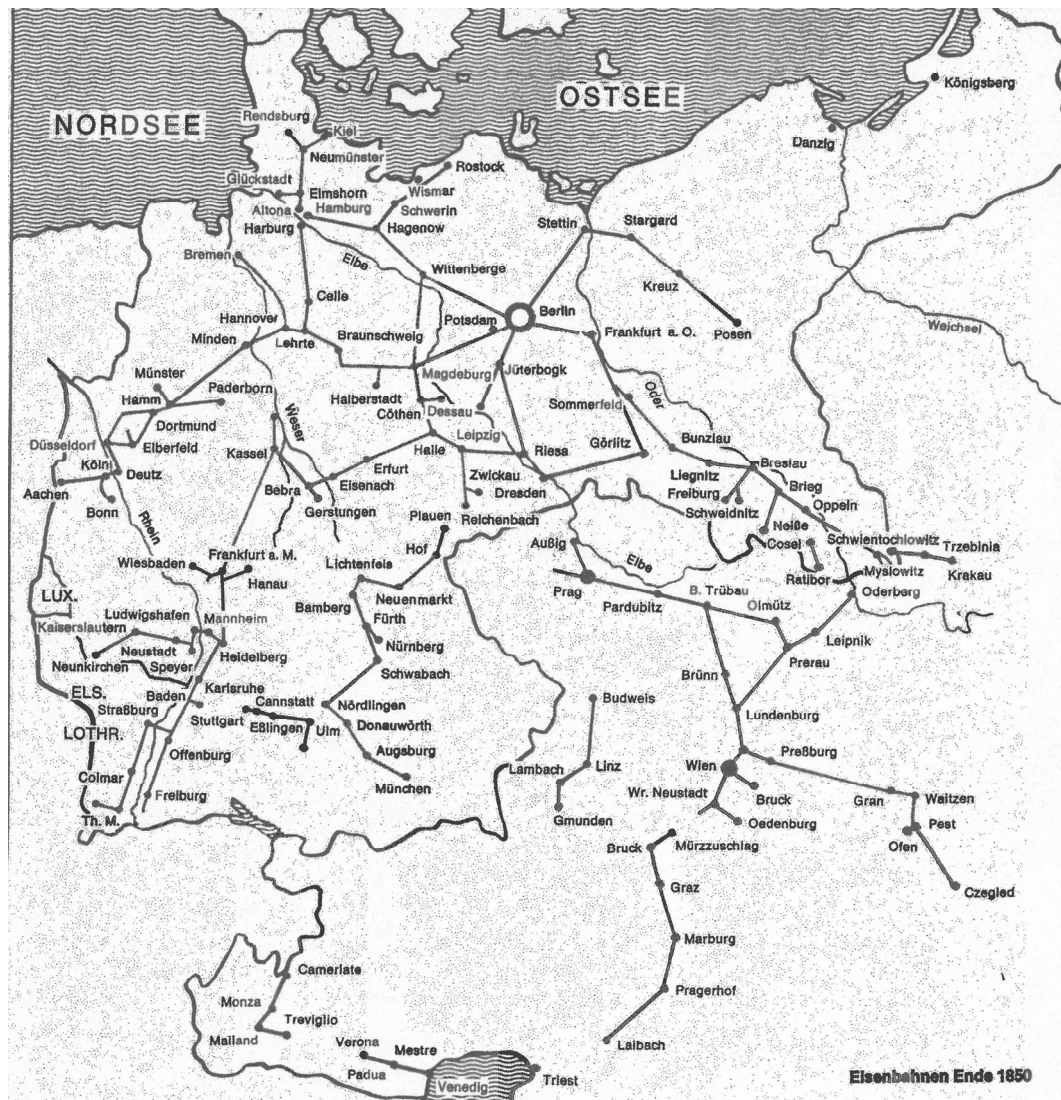 Königsberg
OSTSEE
NORDSEE
Rendsburg
Kiel
Danzig
Neumünster
Rostock
Glückstadt
Wismar
Elmshorn
Altona
Hamburg
Schwerin
Stettin
Stargard
Harburg
Hagenow
Bremen
Elbe
Wittenberge
Kreuz
Celle
Berlin
Potsdam
Hannover
Braunschweig
Frankfurt a. O.
Posen
Weichsel
Minden
Lehrte
Magdeburg
Jüterbogk
Münster
Paderborn
Halberstadt
Hamm
Cöthen
Dessau
Sommerfeld
Oder
Dortmund
Weser
Düsseldorf
Elberfeld
Kassel
Halle
Leipzig
Riesa
Görlitz
Bunzlau
Köln
Deutz
Erfurt
Zwickau
Liegnitz
Breslau
Aachen
Bebra
Eisenach
Dresden
Freiburg
Brieg
Bonn
Gerstungen
Reichenbach
Schweidnitz
Oppeln
Rhein
Plauen
Neiße
Hof
Außig
Cosel
Schwientochlowitz
Trzebinia
Wiesbaden
Frankfurt a. M.
Lichtenfels
Elbe
Ratibor
Myslowitz
Krakau
Hanau
Prag
Oderberg
LUX.
Neuenmarkt
Pardubitz
B. Trübau
Olmütz
Ludwigshafen
Mannheim
Bamberg
Fürth
Kaiserslautern
Nürnberg
Leipnik
Neustadt
Heidelberg
Prerau
Neunkirchen
Speyer
Schwabach
Brünn
Karlsruhe
ELS.
Baden
Cannstatt
Nördlingen
Budweis
Straßburg
Stuttgart
Eßlingen
Ulm
Donauwörth
Lundenburg
LOTHR.
Offenburg
Augsburg
Preßburg
Colmar
Lambach
Linz
Wien
München
Freiburg
Wr. Neustadt
Bruck
Gran
Waitzen
Th. M.
Gmunden
Oedenburg
Pest
Ofen
Bruck
Mürzzuschlag
Graz
Czegled
Marburg
Camerlate
Pragerhof
Monza
Treviglio
Mailand
Verona
Laibach
Mestre
Padua
Triest
Venedig
Eisenbahnen Ende 1850